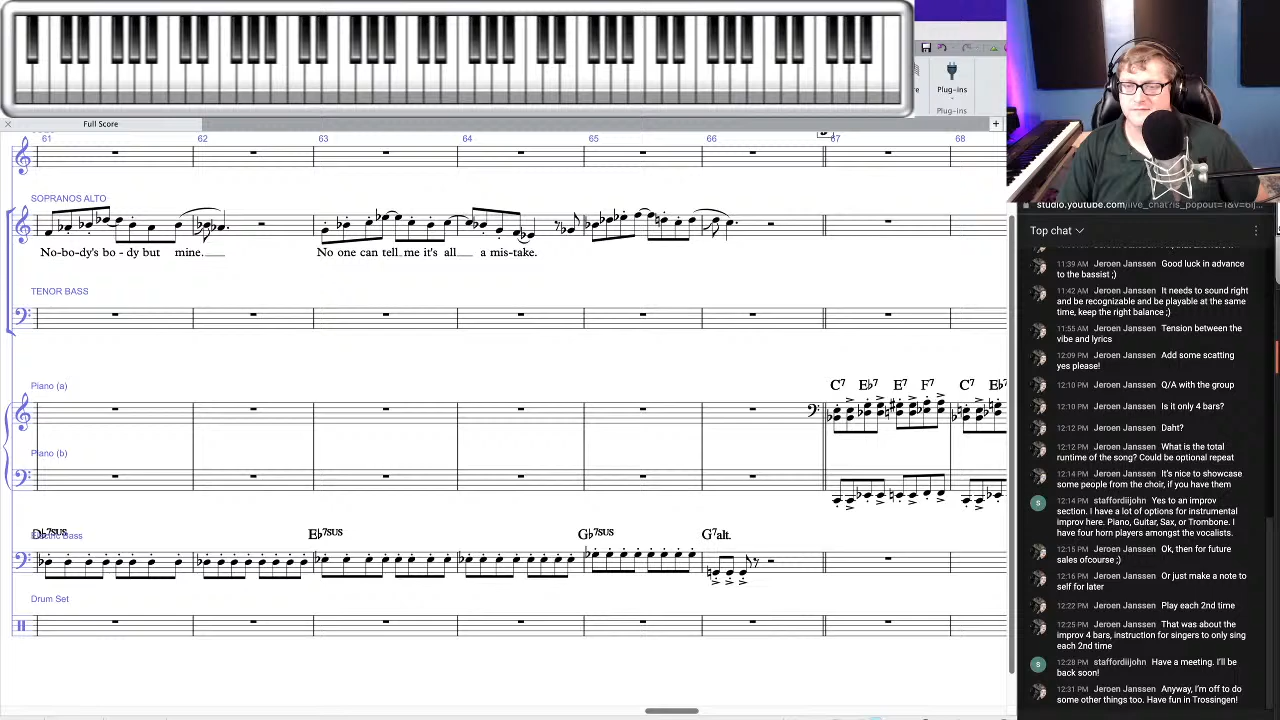 Plug-ins
Plug-ins
Full Score
61 62 63 64 65 66 67 68
SOPRANOS ALTO
No-bo-dy's bo - dy but mine.
No one can tell me it's all a mis-take.
TENOR BASS
Piano (a)
C7 Eb7 E7 F7 C7
Piano (b)
Db7SUS Eb7SUS Gb7SUS G7alt.
Drum Set
Top chat
to the bassist ;)
11:39 AM Jeroen Janssen Good luck in advance
to the bassist ;)
11:42 AM Jeroen Janssen It needs to sound right
and be recognizable and be playable at the same
time, keep the right balance ;)
11:55 AM Jeroen Janssen Tension between the
vibe and lyrics
12:09 PM Jeroen Janssen Add some scatting
yes please!
12:10 PM Jeroen Janssen Q/A with the group
12:10 PM Jeroen Janssen Is it only 4 bars?
12:12 PM Jeroen Janssen Daht?
12:12 PM Jeroen Janssen What is the total
runtime of the song? Could be optional repeat
12:14 PM Jeroen Janssen It's nice to showcase
some people from the choir, if you have them
S 12:14 PM staffordiijohn Yes to an improv
section. I have a lot of options for instrumental
improv here. Piano, Guitar, Sax, or Trombone. I
have four horn players amongst the vocalists.
12:15 PM Jeroen Janssen Ok, then for future
sales ofcourse ;)
12:16 PM Jeroen Janssen Or just make a note to
self for later
12:22 PM Jeroen Janssen Play each 2nd time
12:25 PM Jeroen Janssen That was about the
improv 4 bars, instruction for singers to only sing
each 2nd time
S 12:28 PM staffordiijohn Have a meeting. I'll be
back soon!
12:31 PM Jeroen Janssen Anyway, I'm off to do
some other things too. Have fun in Trossingen!